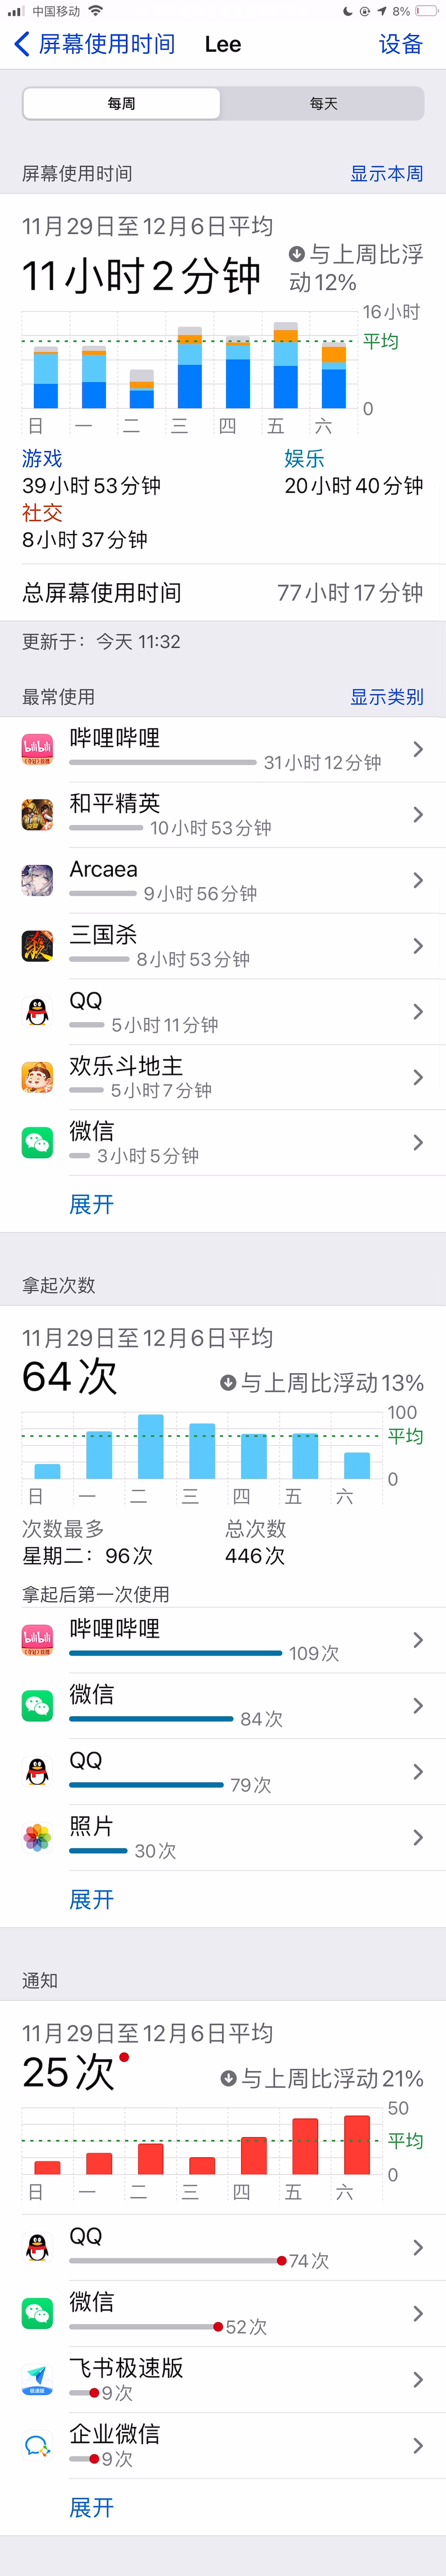 中国移动 8%
屏幕使用时间 Lee 设备
每周 每天
屏幕使用时间 显示本周
11月29日至12月6日平均
11小时2分钟
与上周比浮
动12%
16小时
平均
0
日 一 二 三 四 五 六
游戏 娱乐
39小时53分钟 20小时40分钟
社交
8小时37分钟
总屏幕使用时间 77小时17分钟
更新于：今天 11:32
最常使用 显示类别
哔哩哔哩
31小时12分钟
和平精英
10小时53分钟
Arcaea
9小时56分钟
三国杀
8小时53分钟
QQ
5小时11分钟
欢乐斗地主
5小时7分钟
微信
3小时5分钟
展开
拿起次数
11月29日至12月6日平均
64次 与上周比浮动13%
100
平均
0
日 一 二 三 四 五 六
次数最多 总次数
星期二：96次 446次
拿起后第一次使用
哔哩哔哩
109次
微信
84次
QQ
79次
照片
30次
展开
通知
11月29日至12月6日平均
25次 与上周比浮动21%
50
平均
0
日 一 二 三 四 五 六
QQ
74次
微信
52次
飞书极速版
9次
企业微信
9次
展开